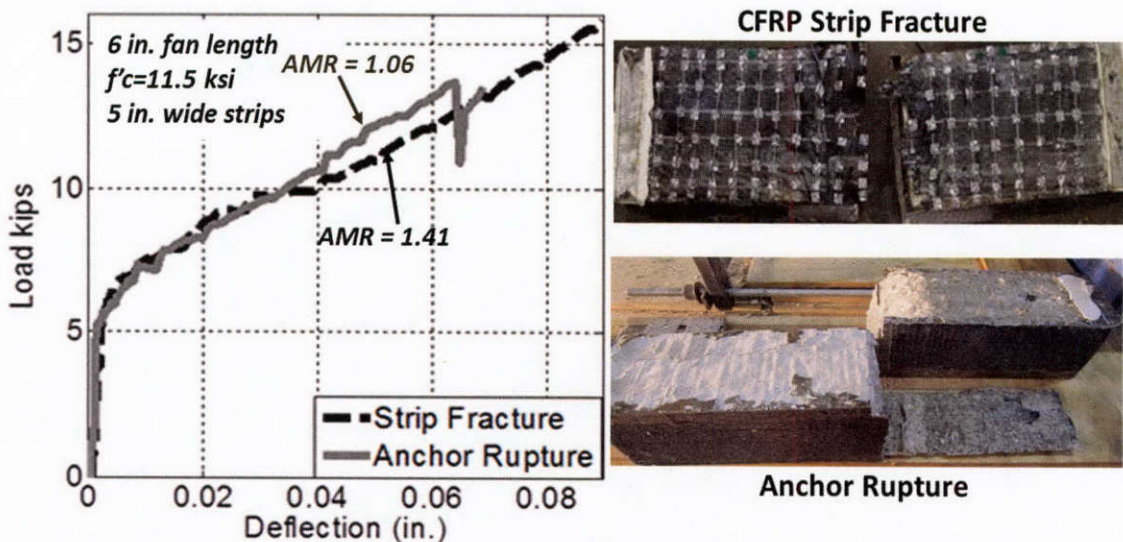 15
10
5
0
Load kips
6 in. fan length
f'c=11.5 ksi
5 in. wide strips
AMR = 1.06
AMR = 1.41
Strip Fracture
Anchor Rupture
0 0.02 0.04 0.06 0.08
Deflection (in.)
CFRP Strip Fracture
Anchor Rupture